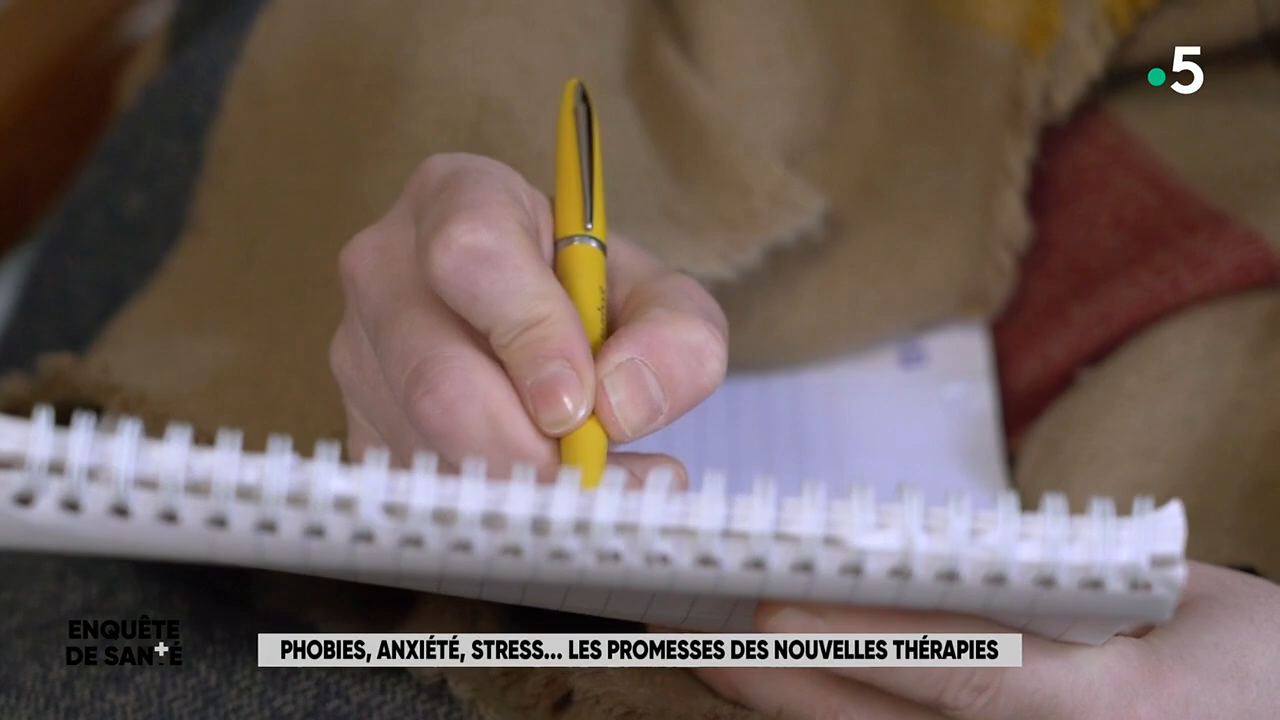 5
ENQUÊTE
DE SANTÉ
PHOBIES, ANXIÉTÉ, STRESS... LES PROMESSES DES NOUVELLES THÉRAPIES